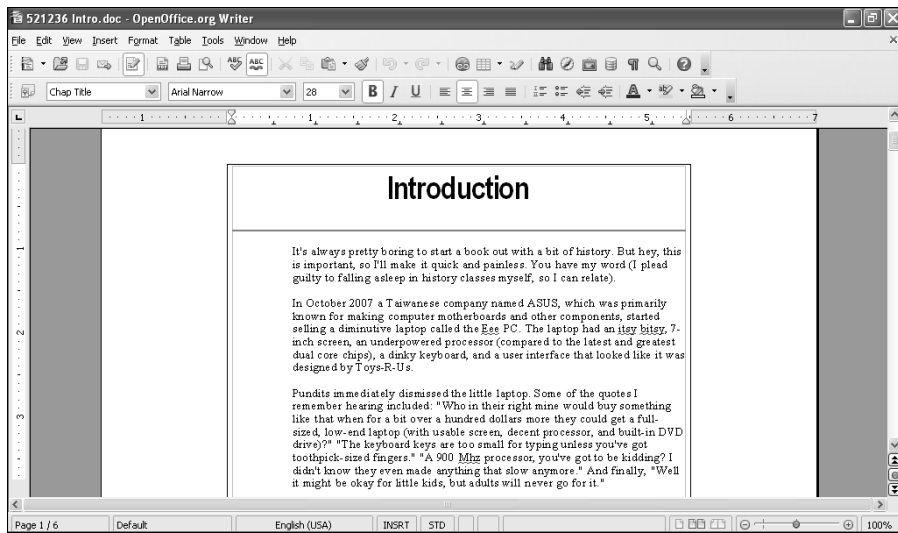 521236 Intro.doc - OpenOffice.org Writer
File Edit View Insert Format Table Tools Window Help
Chap Title Arial Narrow 28 B I U
1 1 2 3 4 5 6 7
Introduction
It's always pretty boring to start a book out with a bit of history. But hey, this
is important, so I'll make it quick and painless. You have my word (I plead
guilty to falling asleep in history classes myself, so I can relate).
In October 2007 a Taiwanese company named ASUS, which was primarily
known for making computer motherboards and other components, started
selling a diminutive laptop called the Eee PC. The laptop had an itsy bitsy, 7-
inch screen, an underpowered processor (compared to the latest and greatest
dual core chips), a dinky keyboard, and a user interface that looked like it was
designed by Toys-R-Us.
Pundits immediately dismissed the little laptop. Some of the quotes I
remember hearing included: "Who in their right mine would buy something
like that when for a bit over a hundred dollars more they could get a full-
sized, low-end laptop (with usable screen, decent processor, and built-in DVD
drive)?" "The keyboard keys are too small for typing unless you've got
toothpick-sized fingers." "A 900 Mhz processor, you've got to be kidding? I
didn't know they even made anything that slow anymore." And finally, "Well
it might be okay for little kids, but adults will never go for it."
Page 1 / 6 Default English (USA) INSRT STD 100%